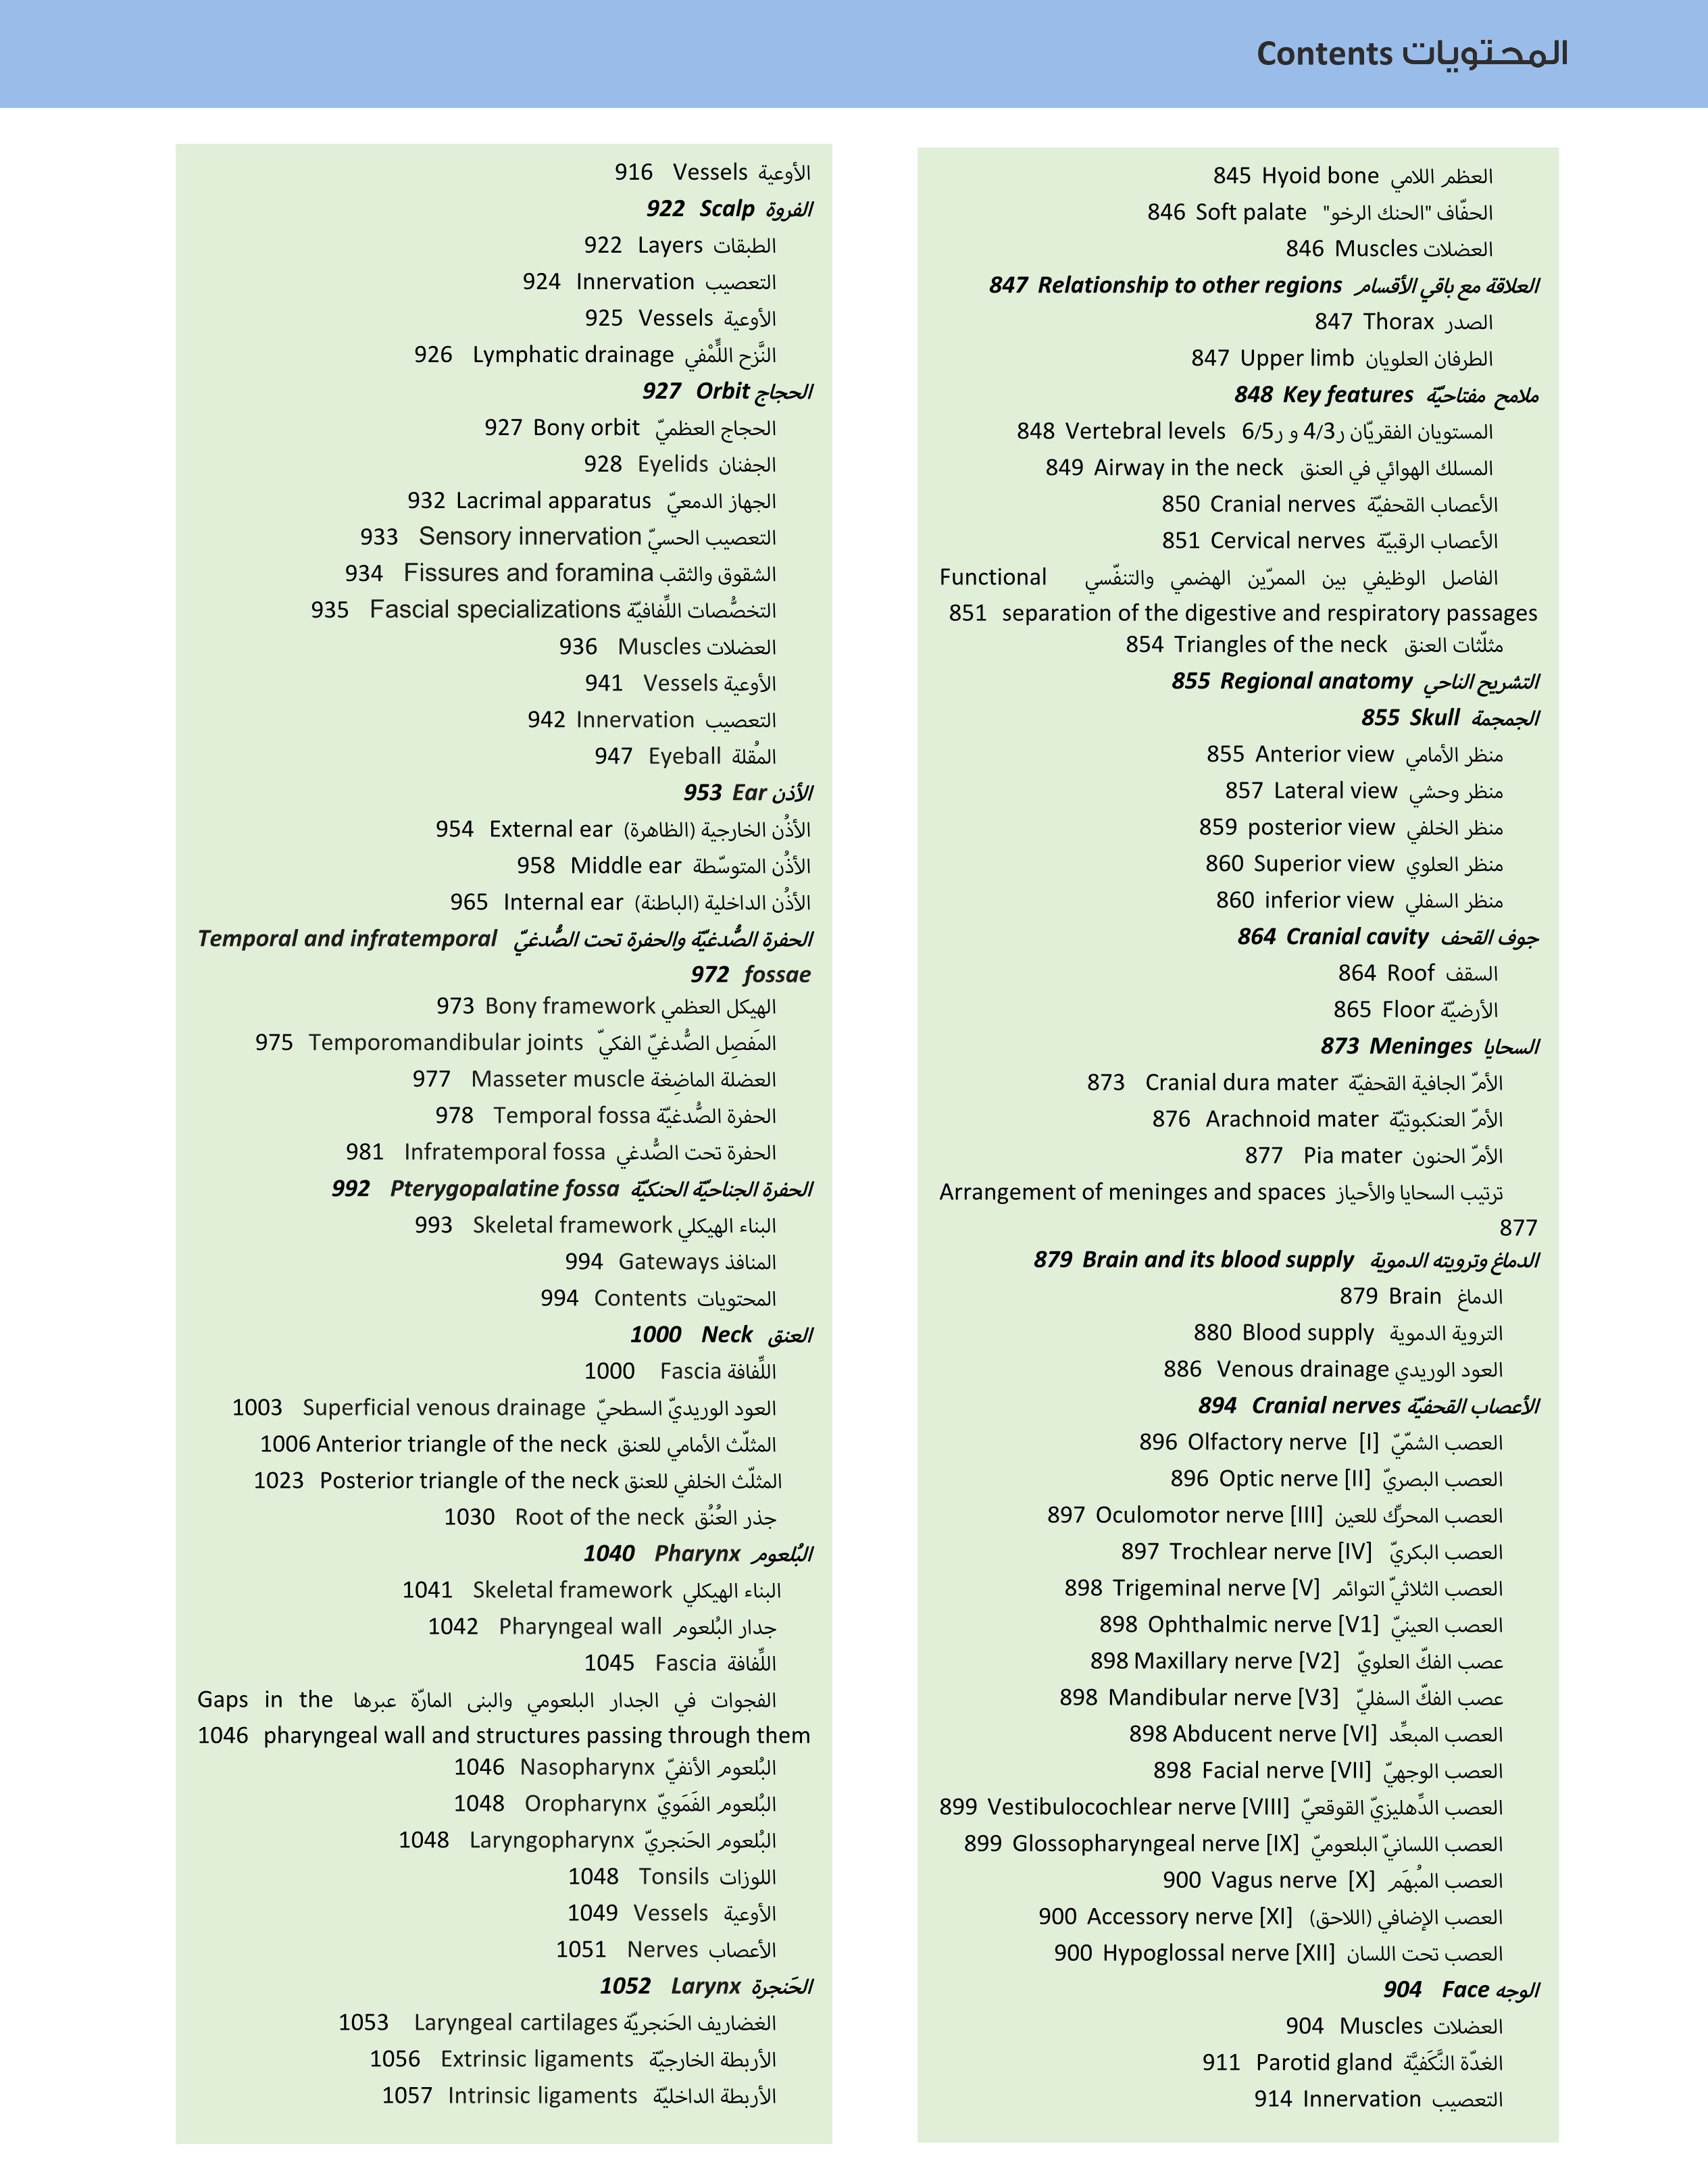 المحتويات Contents
العظم اللامي Hyoid bone 845
الحفّاف "الحنك الرخو" Soft palate 846
العضلات Muscles 846
العلاقة مع باقي الأقسام Relationship to other regions 847
الصدر Thorax 847
الطرفان العلويان Upper limb 847
ملامح مفتاحيّة Key features 848
المستويان الفقريّان ر4/3 و ر6/5 Vertebral levels 848
المسلك الهوائي في العنق Airway in the neck 849
الأعصاب القحفيّة Cranial nerves 850
الأعصاب الرقبيّة Cervical nerves 851
الفاصل الوظيفي بين الممرّين الهضمي والتنفّسي Functional
separation of the digestive and respiratory passages 851
مثلّثات العنق Triangles of the neck 854
التشريح الناحي Regional anatomy 855
الجمجمة Skull 855
منظر الأمامي Anterior view 855
منظر وحشي Lateral view 857
منظر الخلفي posterior view 859
منظر العلوي Superior view 860
منظر السفلي inferior view 860
جوف القحف Cranial cavity 864
السقف Roof 864
الأرضيّة Floor 865
السحايا Meninges 873
الأمّ الجافية القحفيّة Cranial dura mater 873
الأمّ العنكبوتيّة Arachnoid mater 876
الأمّ الحنون Pia mater 877
ترتيب السحايا والأحياز Arrangement of meninges and spaces
877
الدماغ وترويته الدموية Brain and its blood supply 879
الدماغ Brain 879
التروية الدموية Blood supply 880
العود الوريدي Venous drainage 886
الأعصاب القحفيّة Cranial nerves 894
العصب الشمّيّ Olfactory nerve [I] 896
العصب البصريّ Optic nerve [II] 896
العصب المحرّك للعين Oculomotor nerve [III] 897
العصب البكريّ Trochlear nerve [IV] 897
العصب الثلاثيّ التوائم Trigeminal nerve [V] 898
العصب العينيّ Ophthalmic nerve [V1] 898
عصب الفكّ العلويّ Maxillary nerve [V2] 898
عصب الفكّ السفليّ Mandibular nerve [V3] 898
العصب المبعِّد Abducent nerve [VI] 898
العصب الوجهيّ Facial nerve [VII] 898
العصب الدِّهليزيّ القوقعيّ Vestibulocochlear nerve [VIII] 899
العصب اللسانيّ البلعوميّ Glossopharyngeal nerve [IX] 899
العصب المُبهَم Vagus nerve [X] 900
العصب الإضافي (اللاحق) Accessory nerve [XI] 900
العصب تحت اللسان Hypoglossal nerve [XII] 900
الوجه Face 904
العضلات Muscles 904
الغدّة النَّكَفيَّة Parotid gland 911
التعصيب Innervation 914
الأوعية Vessels 916
الفروة Scalp 922
الطبقات Layers 922
التعصيب Innervation 924
الأوعية Vessels 925
النَّزح اللِّمْفي Lymphatic drainage 926
الحجاج Orbit 927
الحجاج العظميّ Bony orbit 927
الجفنان Eyelids 928
الجهاز الدمعيّ Lacrimal apparatus 932
التعصيب الحسيّ Sensory innervation 933
الشقوق والثقب Fissures and foramina 934
التخصُّصات اللِّفافيّة Fascial specializations 935
العضلات Muscles 936
الأوعية Vessels 941
التعصيب Innervation 942
المُقلة Eyeball 947
الأذن Ear 953
الأذُن الخارجية (الظاهرة) External ear 954
الأذُن المتوسّطة Middle ear 958
الأذُن الداخلية (الباطنة) Internal ear 965
الحفرة الصُّدغيّة والحفرة تحت الصُّدغيّ Temporal and infratemporal
fossae 972
الهيكل العظمي Bony framework 973
المَفصِل الصُّدغيّ الفكيّ Temporomandibular joints 975
العضلة الماضِغة Masseter muscle 977
الحفرة الصُّدغيّة Temporal fossa 978
الحفرة تحت الصُّدغي Infratemporal fossa 981
الحفرة الجناحيّة الحنكيّة Pterygopalatine fossa 992
البناء الهيكلي Skeletal framework 993
المنافذ Gateways 994
المحتويات Contents 994
العنق Neck 1000
اللِّفافة Fascia 1000
العود الوريديّ السطحيّ Superficial venous drainage 1003
المثلّث الأمامي للعنق Anterior triangle of the neck 1006
المثلّث الخلفي للعنق Posterior triangle of the neck 1023
جذر العُنُق Root of the neck 1030
البُلعوم Pharynx 1040
البناء الهيكلي Skeletal framework 1041
جدار البُلعوم Pharyngeal wall 1042
اللِّفافة Fascia 1045
الفجوات في الجدار البلعومي والبنى المارّة عبرها Gaps in the
pharyngeal wall and structures passing through them 1046
البُلعوم الأنفيّ Nasopharynx 1046
البُلعوم الفَمَويّ Oropharynx 1048
البُلعوم الحَنجريّ Laryngopharynx 1048
اللوزات Tonsils 1048
الأوعية Vessels 1049
الأعصاب Nerves 1051
الحَنجرة Larynx 1052
الغضاريف الحَنجريّة Laryngeal cartilages 1053
الأربطة الخارجيّة Extrinsic ligaments 1056
الأربطة الداخليّة Intrinsic ligaments 1057